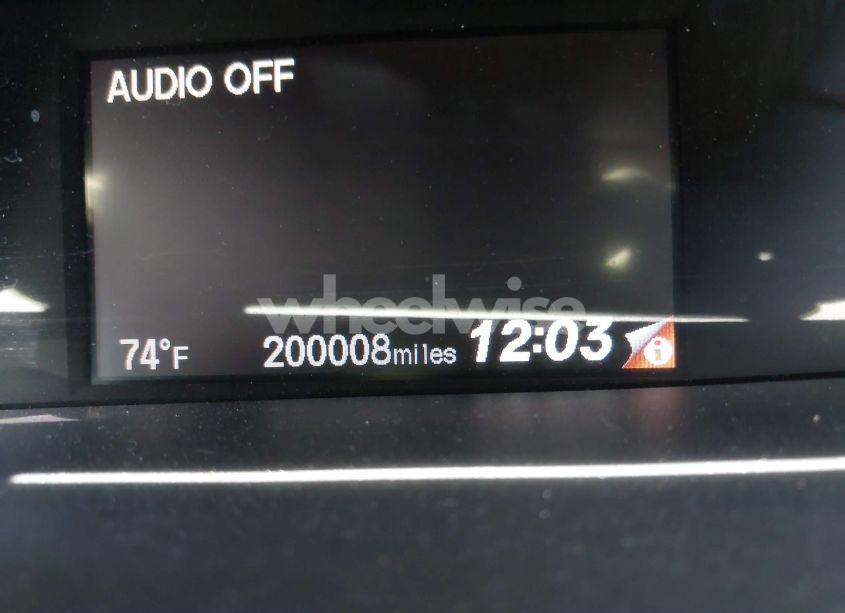 AUDIO OFF
wheelwise
74°F 200008miles 12:03 i